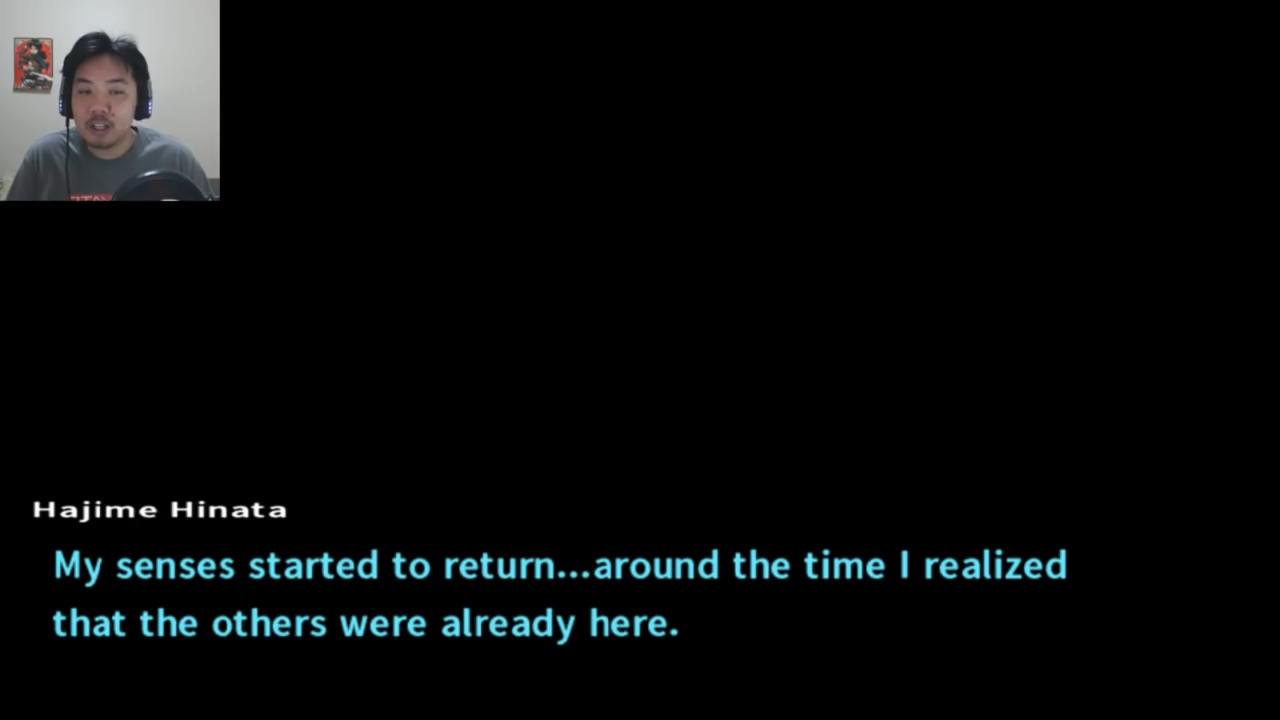 Hajime Hinata
My senses started to return...around the time I realized
that the others were already here.